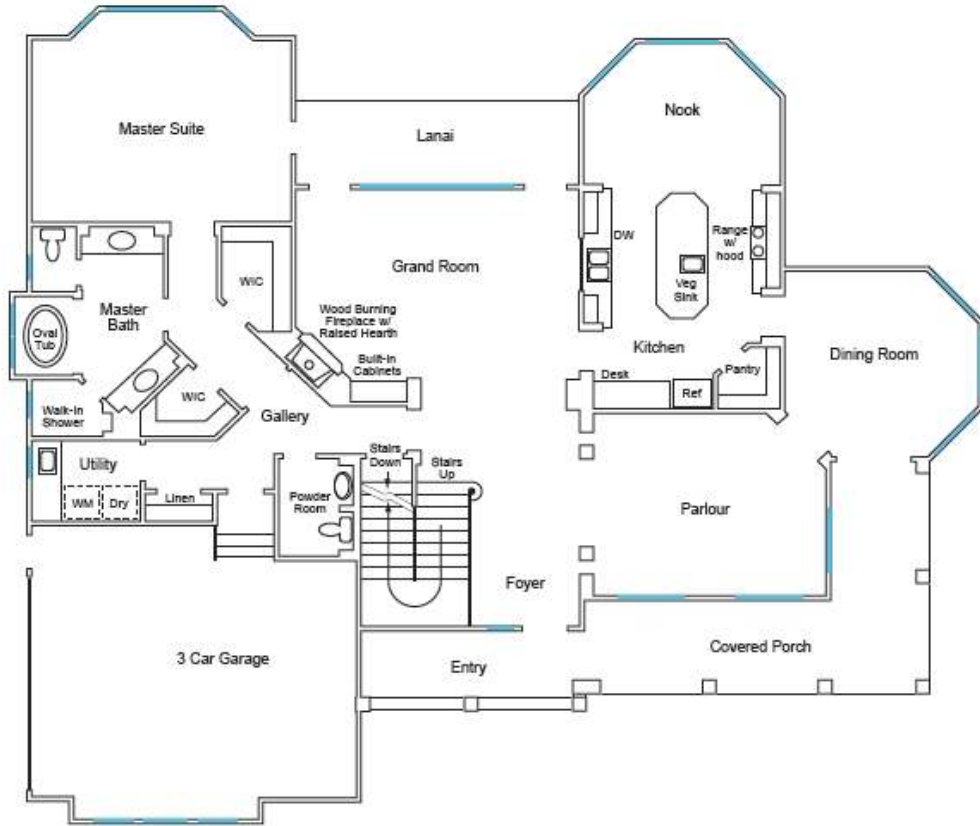 Master Suite
Lanai
Nook
DW
Range
w/
hood
Veg
Sink
Grand Room
W/C
Master
Bath
Oval
Tub
Wood Burning
Fireplace w/
Raised Hearth
Built-in
Cabinets
Kitchen
Desk
Ref
Pantry
Dining Room
Walk-In
Shower
W/C
Gallery
Utility
WM
Dry
Linen
Powder
Room
Stairs
Down
Stairs
Up
Parlour
Foyer
3 Car Garage
Entry
Covered Porch